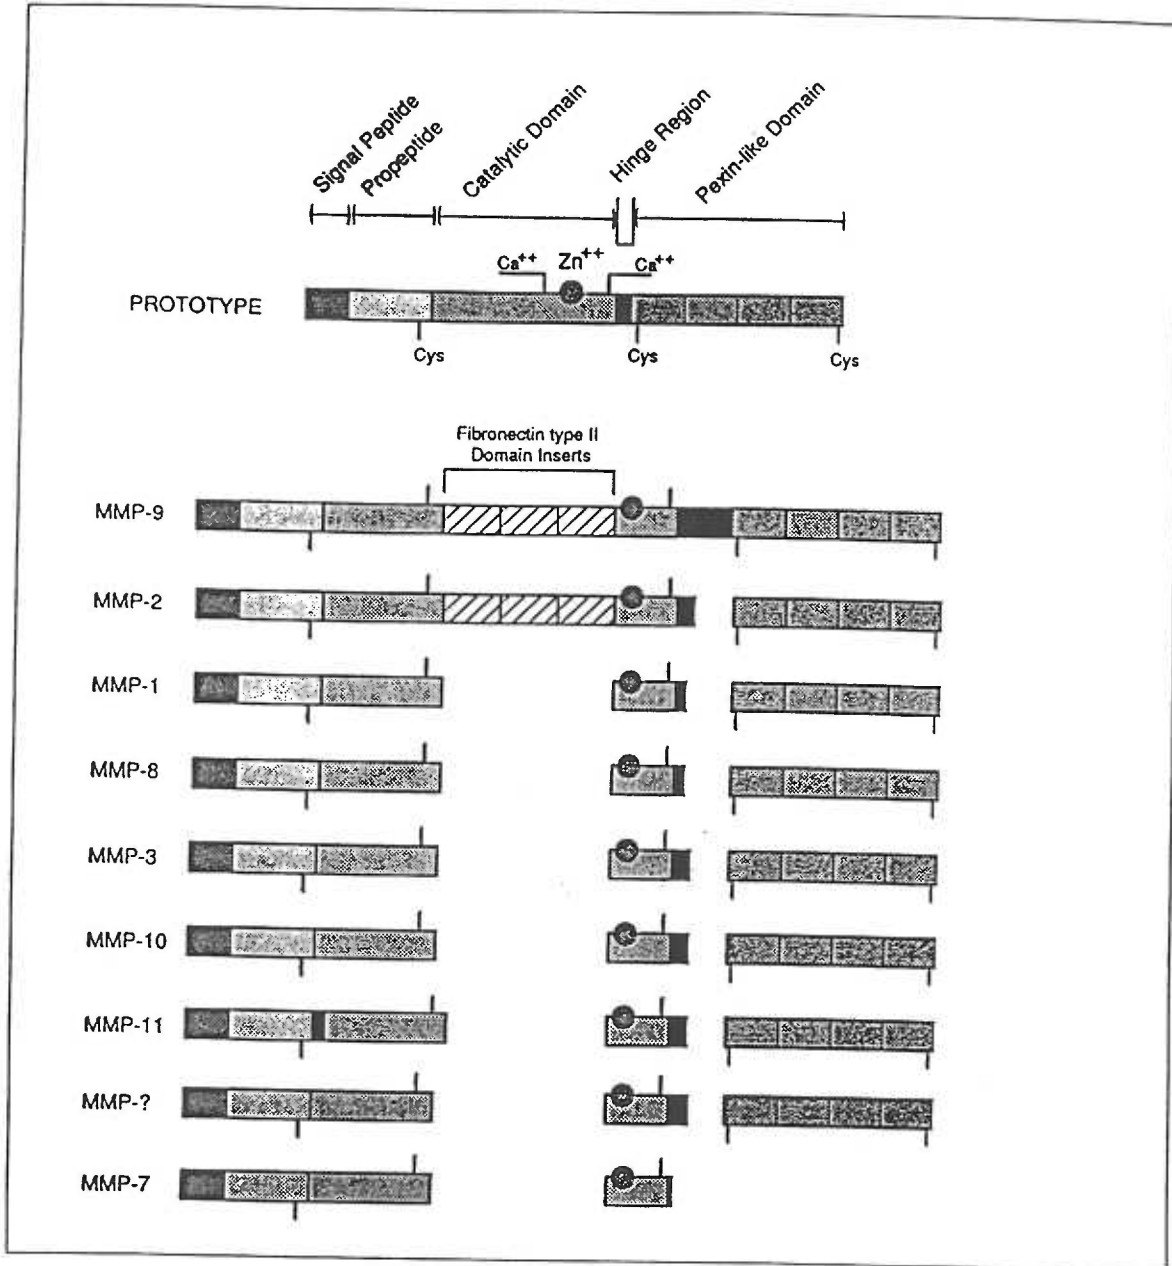 Signal Peptide
Propeptide
Catalytic Domain
Hinge Region
Pexin-like Domain
Ca++ Zn++ Ca++
PROTOTYPE
Cys Cys Cys
Fibronectin type II
Domain Inserts
MMP-9
MMP-2
MMP-1
MMP-8
MMP-3
MMP-10
MMP-11
MMP-?
MMP-7